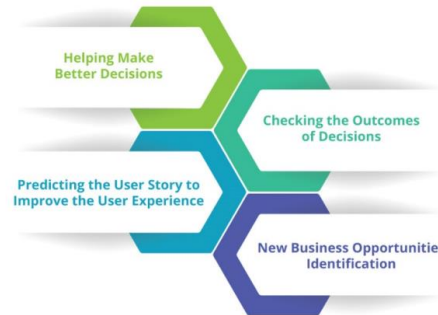 Helping Make
Better Decisions
Checking the Outcomes
of Decisions
Predicting the User Story to
Improve the User Experience
New Business Opportunitie
Identification